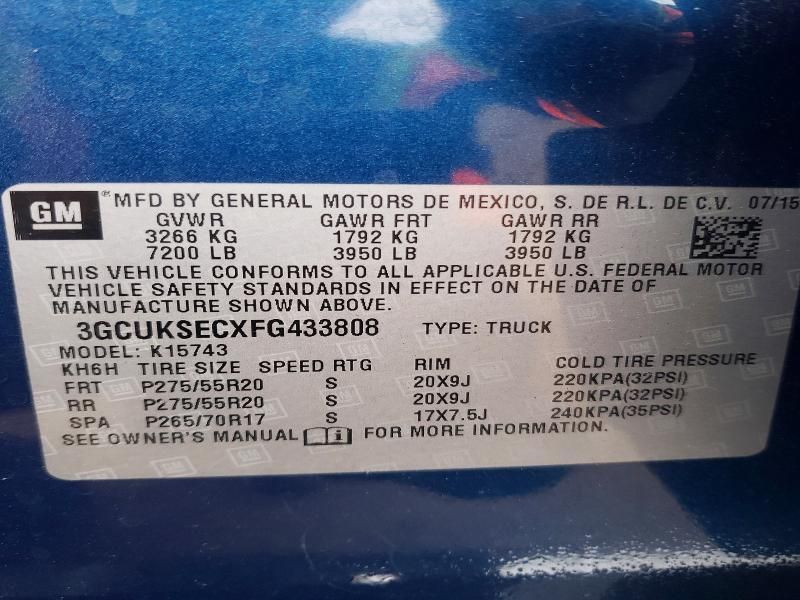 GM ® MFD BY GENERAL MOTORS DE MEXICO, S. DE R.L. DE C.V. 07/15
GVWR GAWR FRT GAWR RR
3266 KG 1792 KG 1792 KG
7200 LB 3950 LB 3950 LB
THIS VEHICLE CONFORMS TO ALL APPLICABLE U.S. FEDERAL MOTOR
VEHICLE SAFETY STANDARDS IN EFFECT ON THE DATE OF
MANUFACTURE SHOWN ABOVE.
3GCUKSECXFG433808 TYPE: TRUCK
MODEL: K15743
KH6H TIRE SIZE SPEED RTG RIM COLD TIRE PRESSURE
FRT P275/55R20 S 20X9J 220KPA(32PSI)
RR P275/55R20 S 20X9J 220KPA(32PSI)
SPA P265/70R17 S 17X7.5J 240KPA(35PSI)
SEE OWNER'S MANUAL i FOR MORE INFORMATION.